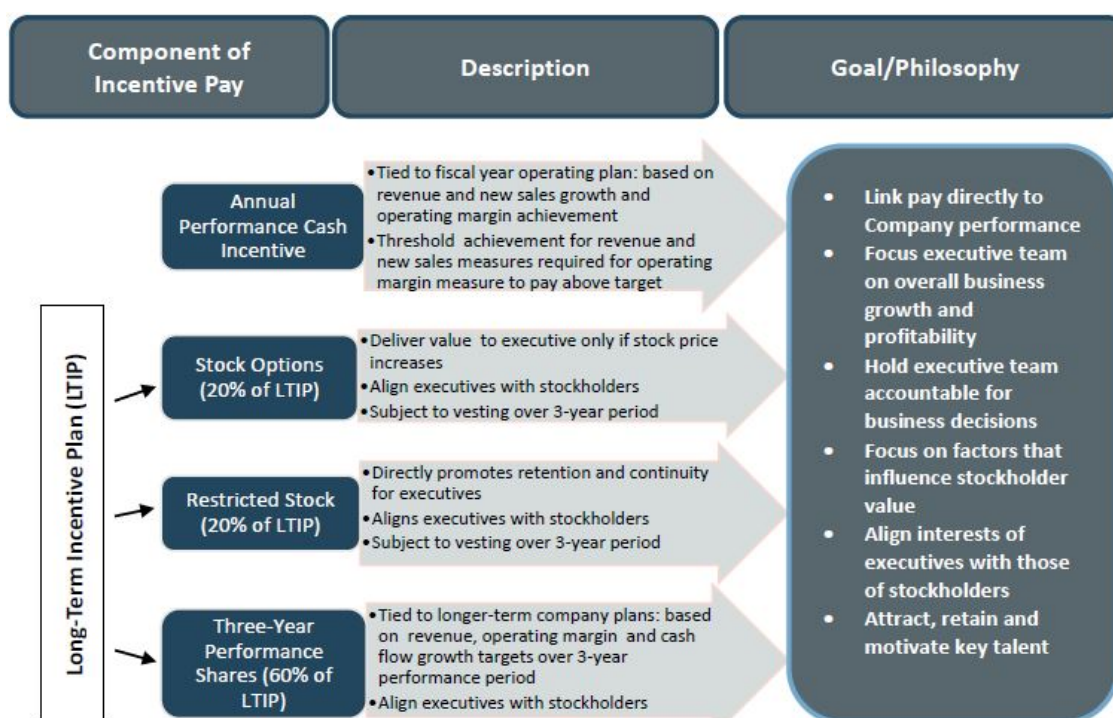 Component of
Incentive Pay
Description
Goal/Philosophy
Annual
Performance Cash
Incentive
•Tied to fiscal year operating plan: based on
revenue and new sales growth and
operating margin achievement
•Threshold achievement for revenue and
new sales measures required for operating
margin measure to pay above target
Long-Term Incentive Plan (LTIP)
Stock Options
(20% of LTIP)
•Deliver value to executive only if stock price
increases
•Align executives with stockholders
•Subject to vesting over 3-year period
Restricted Stock
(20% of LTIP)
•Directly promotes retention and continuity
for executives
•Aligns executives with stockholders
•Subject to vesting over 3-year period
Three-Year
Performance
Shares (60% of
LTIP)
•Tied to longer-term company plans: based
on revenue, operating margin and cash
flow growth targets over 3-year
performance period
•Align executives with stockholders
• Link pay directly to
Company performance
• Focus executive team
on overall business
growth and
profitability
• Hold executive team
accountable for
business decisions
• Focus on factors that
influence stockholder
value
• Align interests of
executives with those
of stockholders
• Attract, retain and
motivate key talent